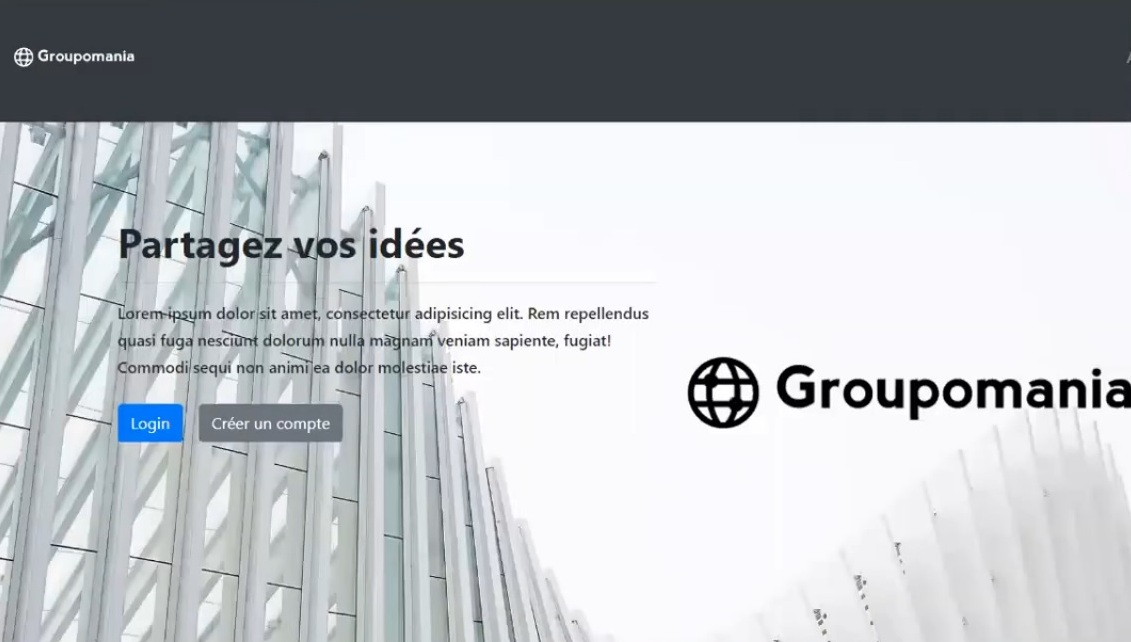 Groupomania
Partagez vos idées
Lorem ipsum dolor sit amet, consectetur adipisicing elit. Rem repellendus
quasi fuga nesciunt dolorum nulla magnam veniam sapiente, fugiat!
Commodi sequi non animi ea dolor molestiae iste.
Groupomania
Login
Créer un compte